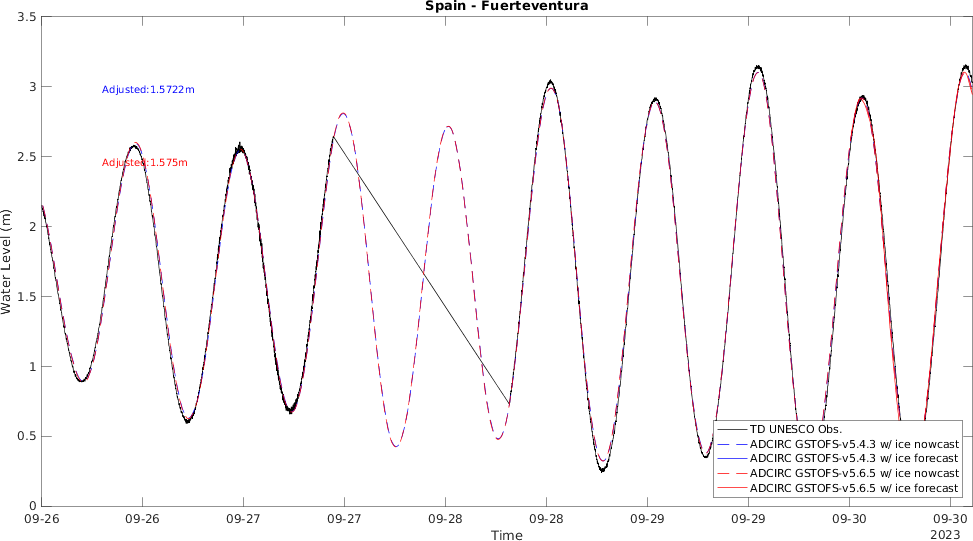 Spain - Fuerteventura
3.5
3
2.5
2
1.5
1
0.5
0
Water Level (m)
Adjusted:1.5722m
Adjusted:1.575m
TD UNESCO Obs.
ADCIRC GSTOFS-v5.4.3 w/ ice nowcast
ADCIRC GSTOFS-v5.4.3 w/ ice forecast
ADCIRC GSTOFS-v5.6.5 w/ ice nowcast
ADCIRC GSTOFS-v5.6.5 w/ ice forecast
09-26 09-26 09-27 09-27 09-28 09-28 09-29 09-29 09-30 09-30
2023
Time